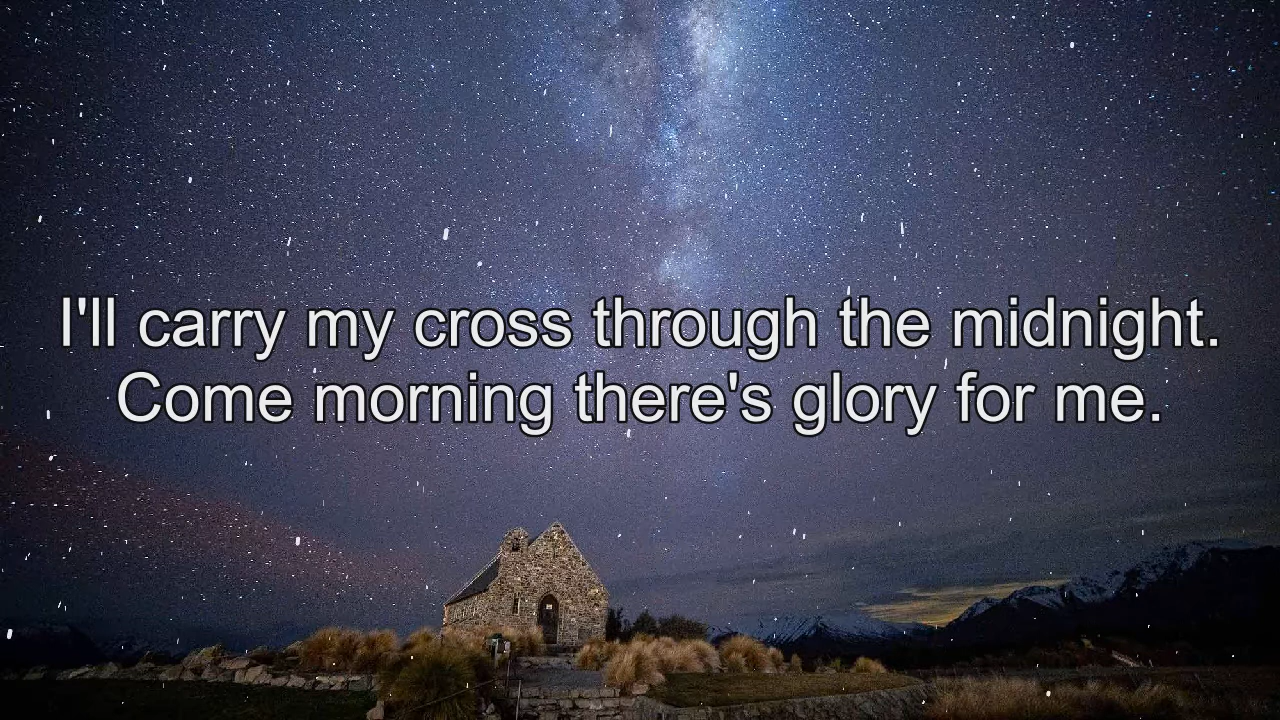 I'll carry my cross through the midnight.
Come morning there's glory for me.